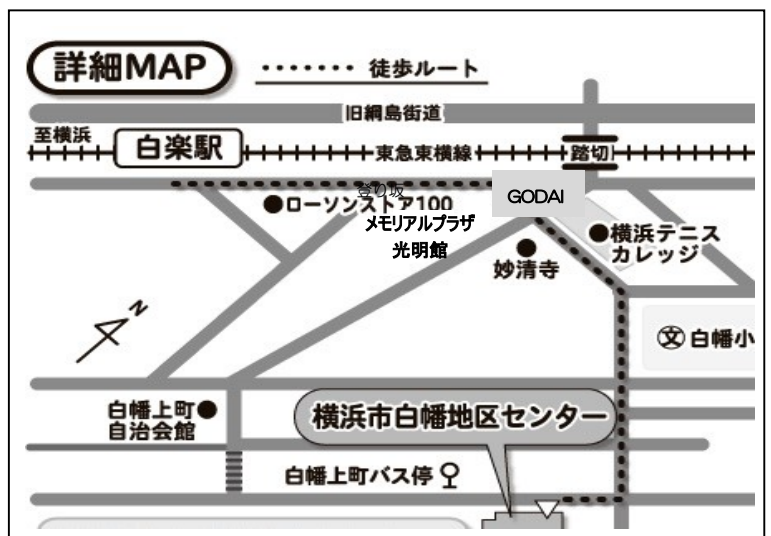 詳細MAP
徒歩ルート
旧綱島街道
至横浜
白楽駅
東急東横線
踏切
登り坂
ローソンストア100
GODAI
メモリアルプラザ
光明館
妙清寺
横浜テニス
カレッジ
N
文 白幡小
白幡上町
自治会館
横浜市白幡地区センター
白幡上町バス停